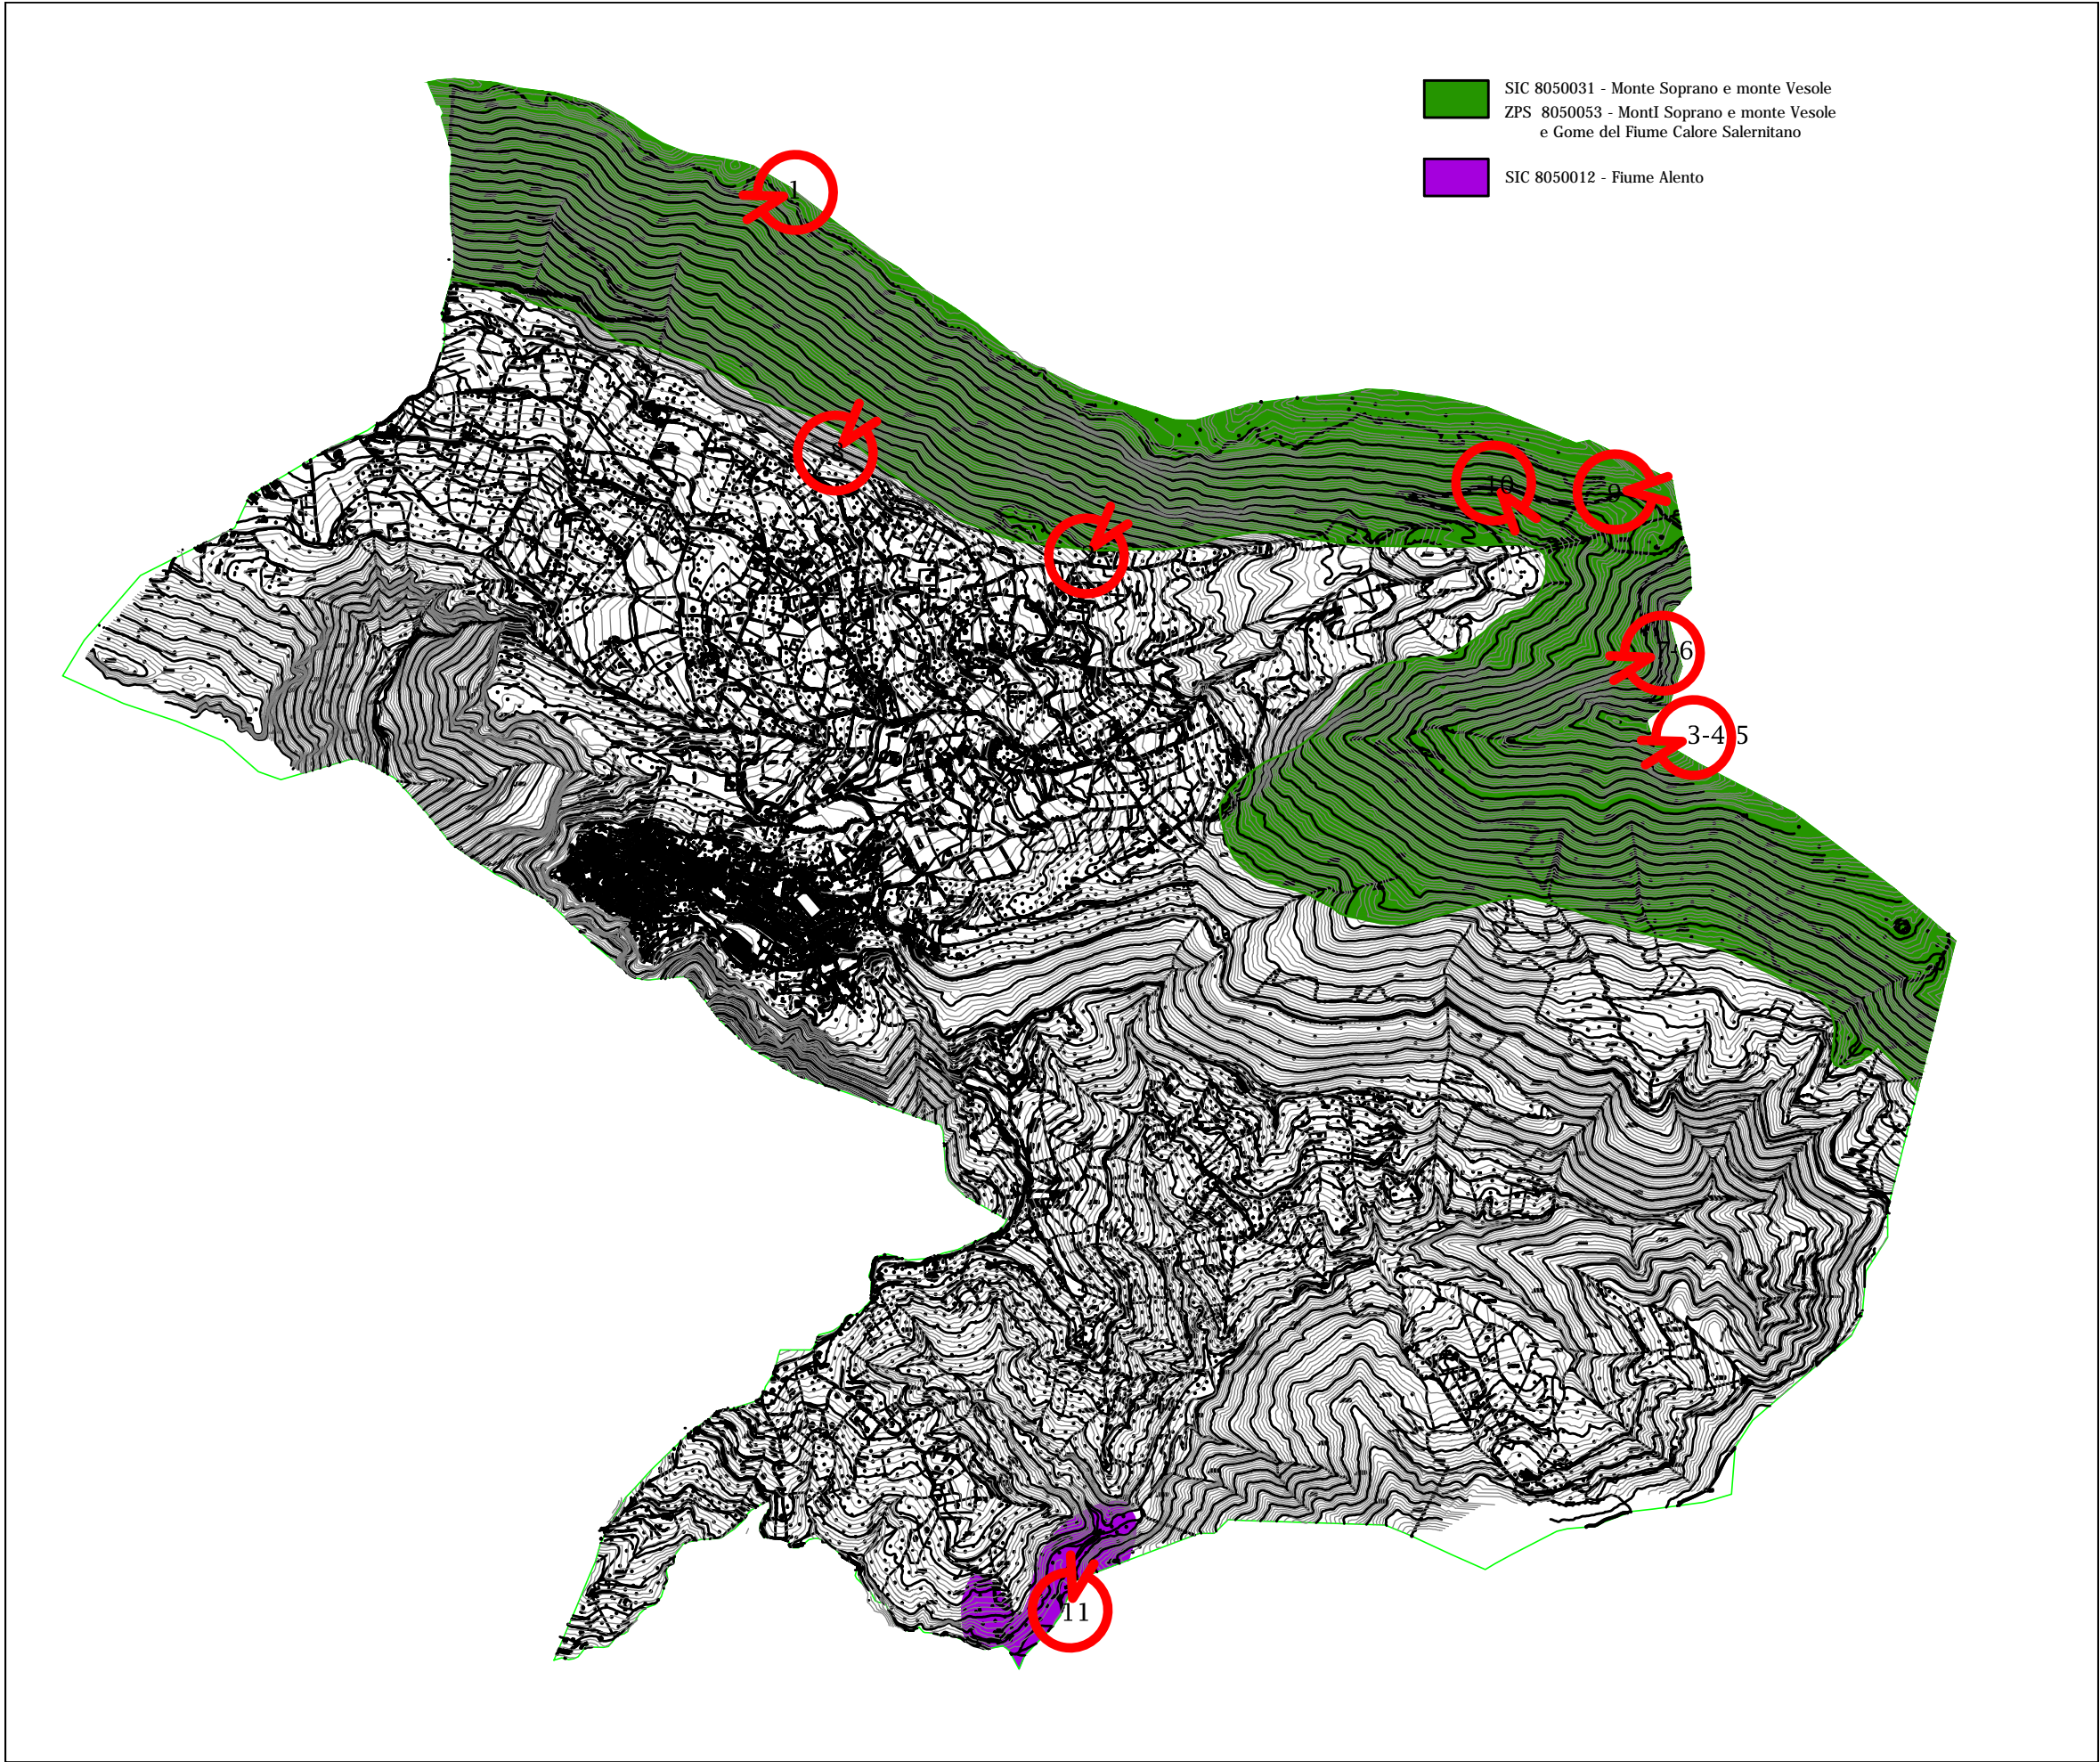 SIC 8050031 - Monte Soprano e monte Vesole
ZPS 8050053 - MontI Soprano e monte Vesole
e Gome del Fiume Calore Salernitano
SIC 8050012 - Fiume Alento
1
10
9
7-6
3-4-5
11